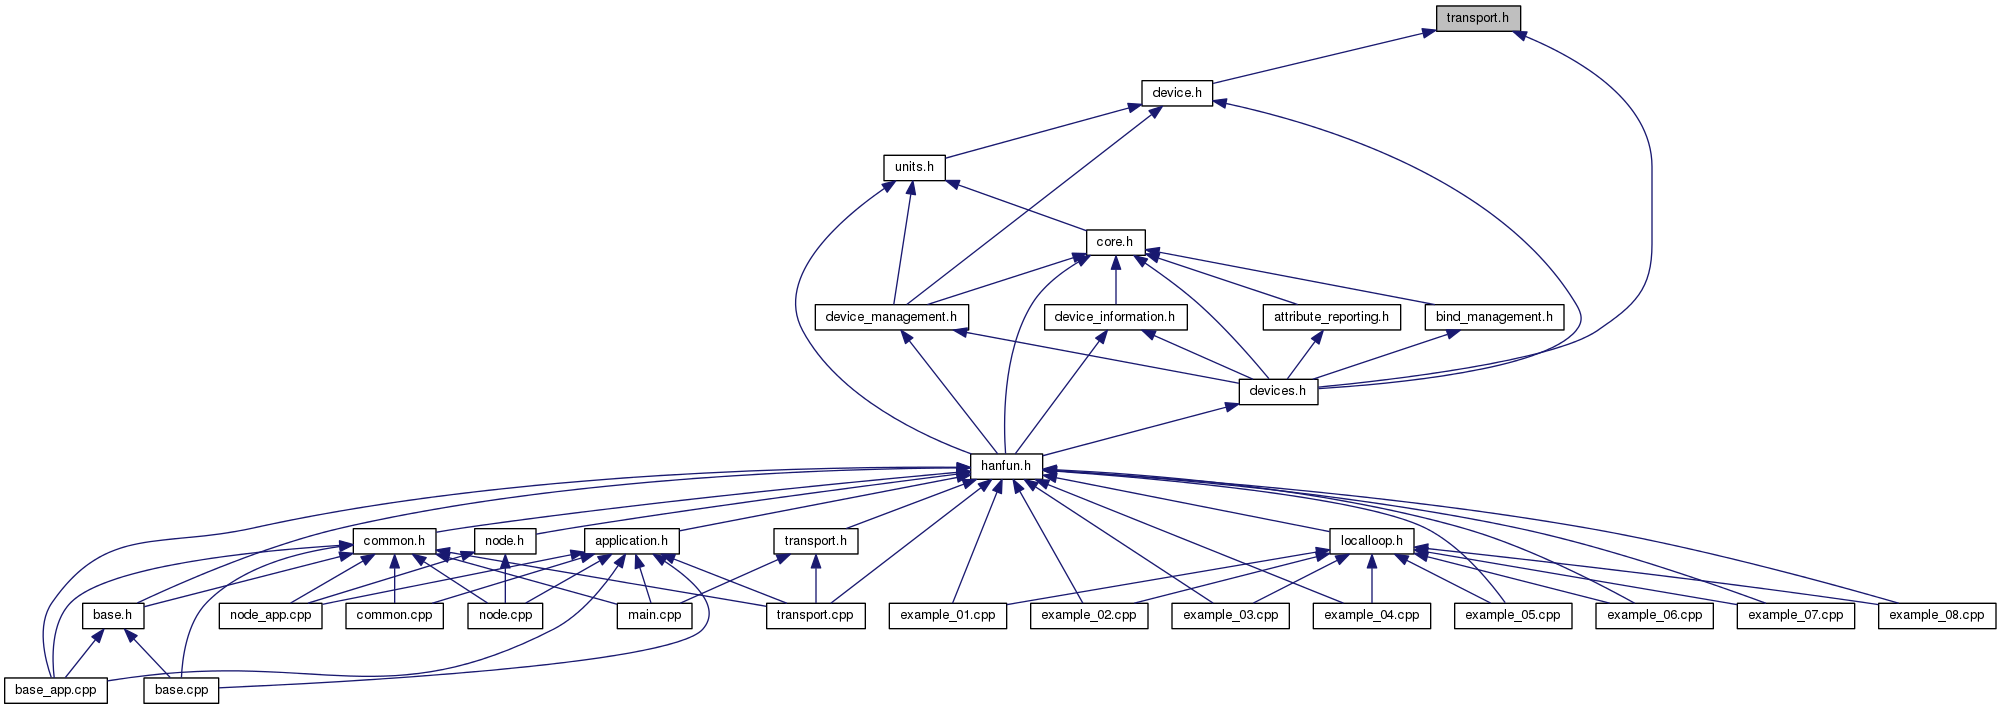 transport.h
device.h
units.h
core.h
device_management.h
device_information.h
attribute_reporting.h
bind_management.h
devices.h
hanfun.h
common.h
node.h
application.h
transport.h
localloop.h
base.h
node_app.cpp
common.cpp
node.cpp
main.cpp
transport.cpp
example_01.cpp
example_02.cpp
example_03.cpp
example_04.cpp
example_05.cpp
example_06.cpp
example_07.cpp
example_08.cpp
base_app.cpp
base.cpp